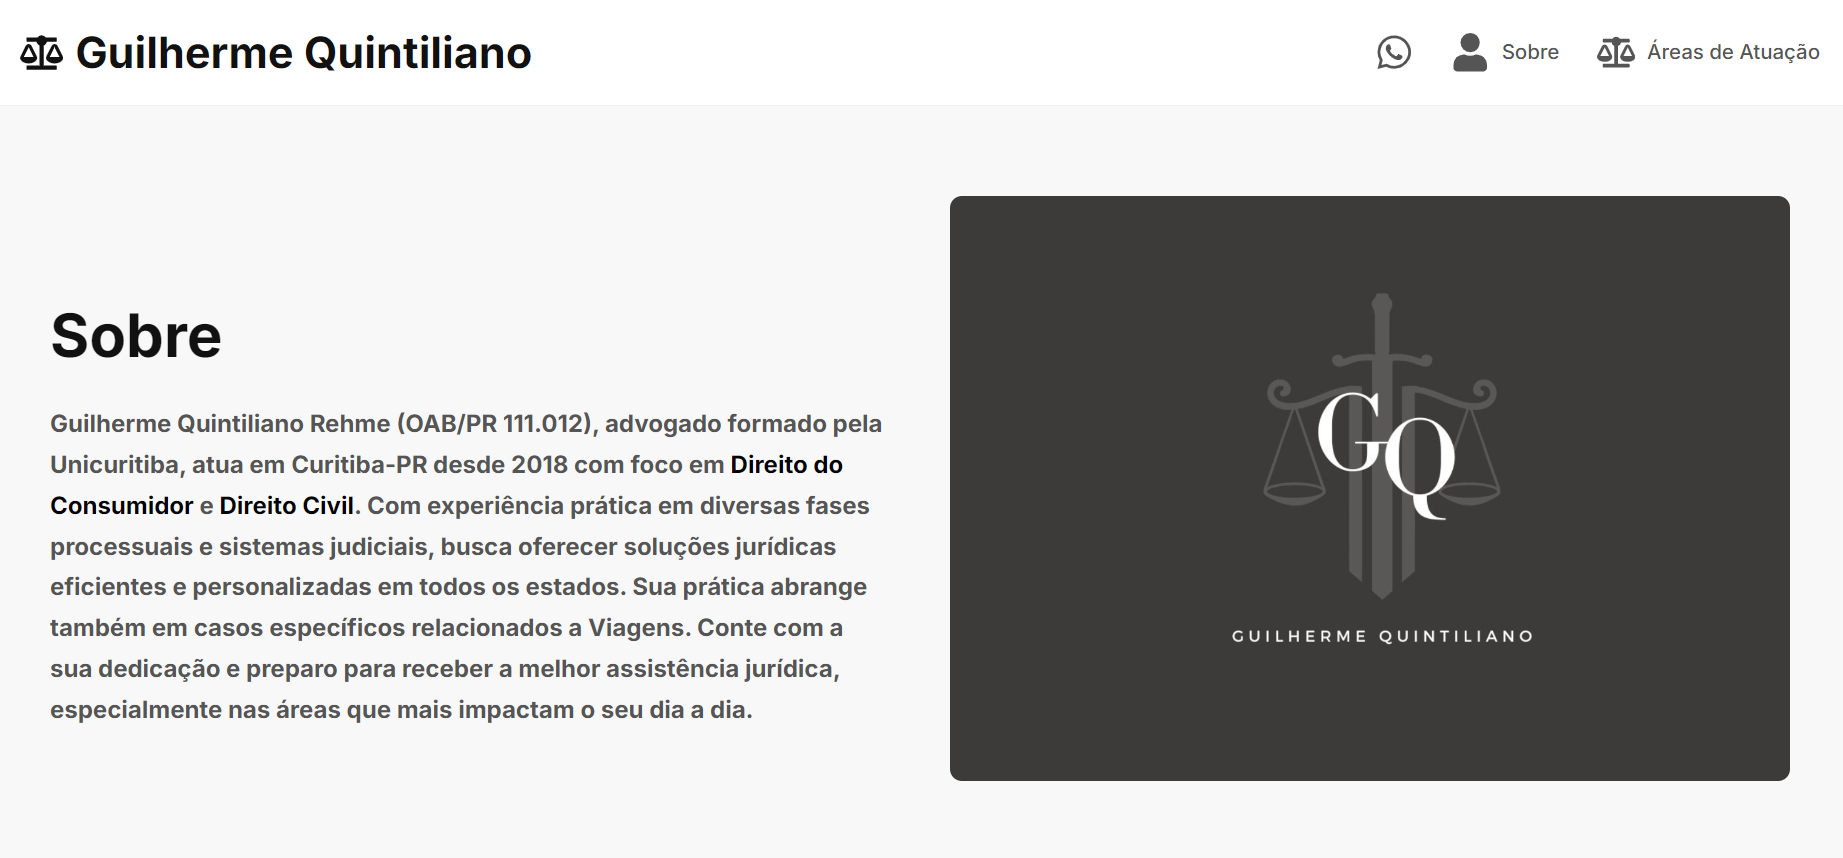 Guilherme Quintiliano
Sobre
Áreas de Atuação
Sobre
Guilherme Quintiliano Rehme (OAB/PR 111.012), advogado formado pela
Unicuritiba, atua em Curitiba-PR desde 2018 com foco em Direito do
Consumidor e Direito Civil. Com experiência prática em diversas fases
processuais e sistemas judiciais, busca oferecer soluções jurídicas
eficientes e personalizadas em todos os estados. Sua prática abrange
também em casos específicos relacionados a Viagens. Conte com a
sua dedicação e preparo para receber a melhor assistência jurídica,
especialmente nas áreas que mais impactam o seu dia a dia.
GQ
GUILHERME QUINTILIANO